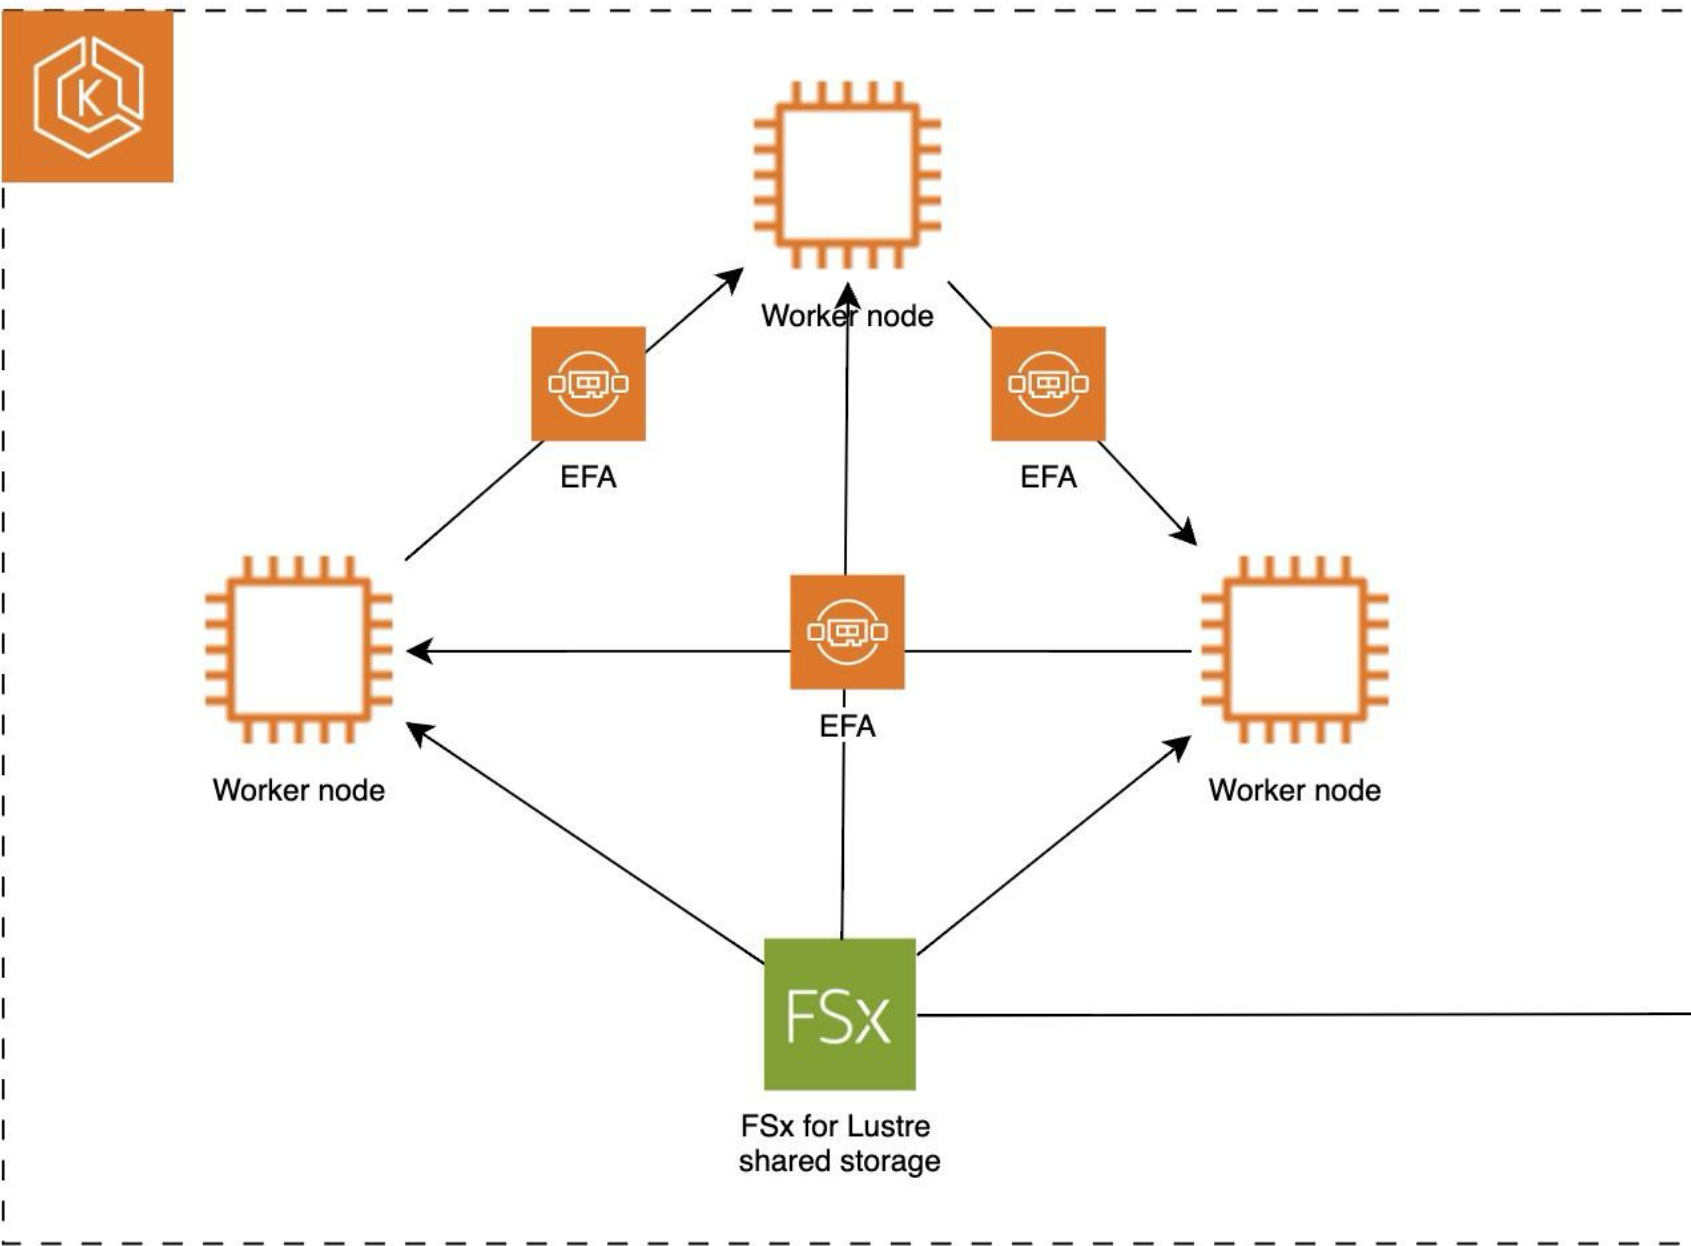 K
Worker node
EFA
EFA
EFA
Worker node
Worker node
FSx
FSx for Lustre
shared storage